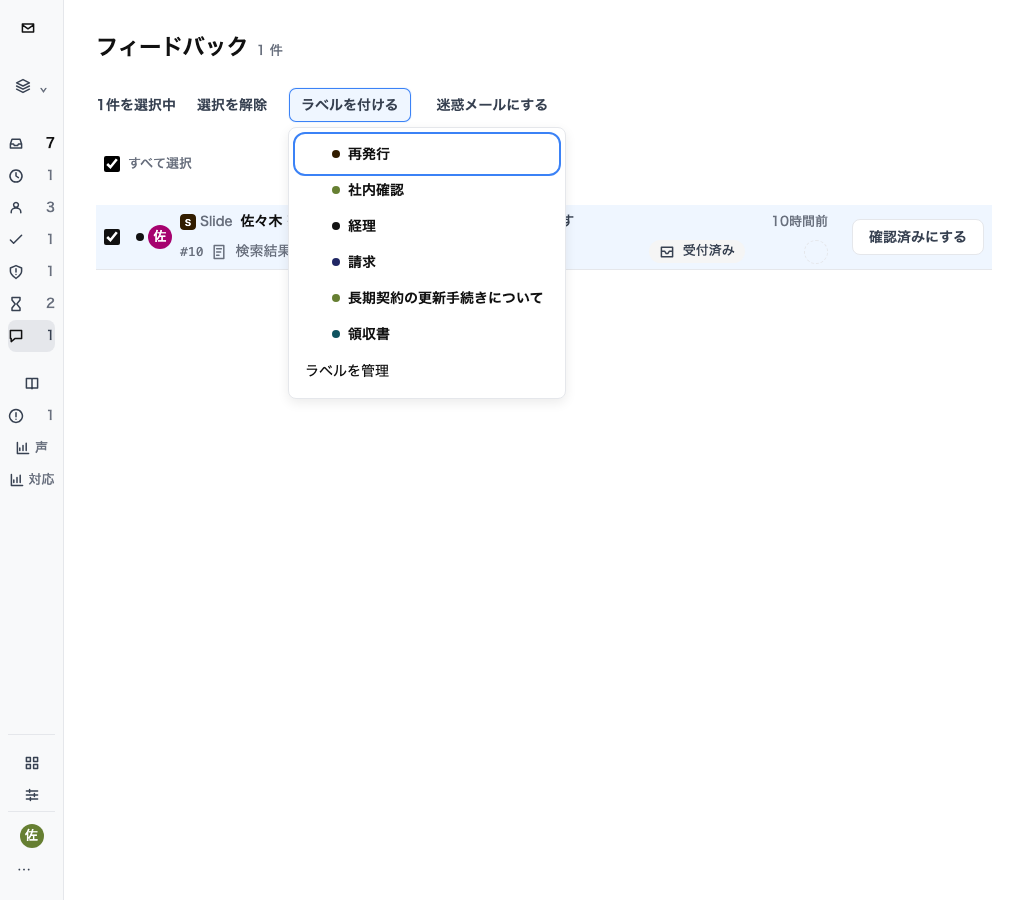 フィードバック 1 件
1件を選択中 選択を解除 ラベルを付ける 迷惑メールにする
すべて選択
再発行
社内確認
経理
請求
長期契約の更新手続きについて
領収書
ラベルを管理
佐 S Slide 佐々木 す 10時間前
#10 検索結果 受付済み
確認済みにする
7
1
3
1
1
2
1
1
声
対応
佐
…